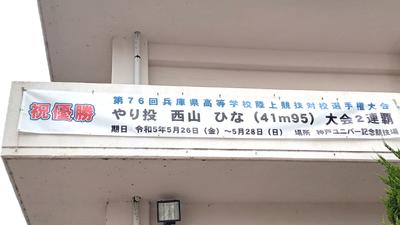 祝優勝
第76回兵庫県高等学校陸上競技対校選手権大会
やり投 西山 ひな(41m95) 大会2連覇
期日 令和5年5月26日(金)~5月28日(日) 場所 神戸ユニバー記念競技場